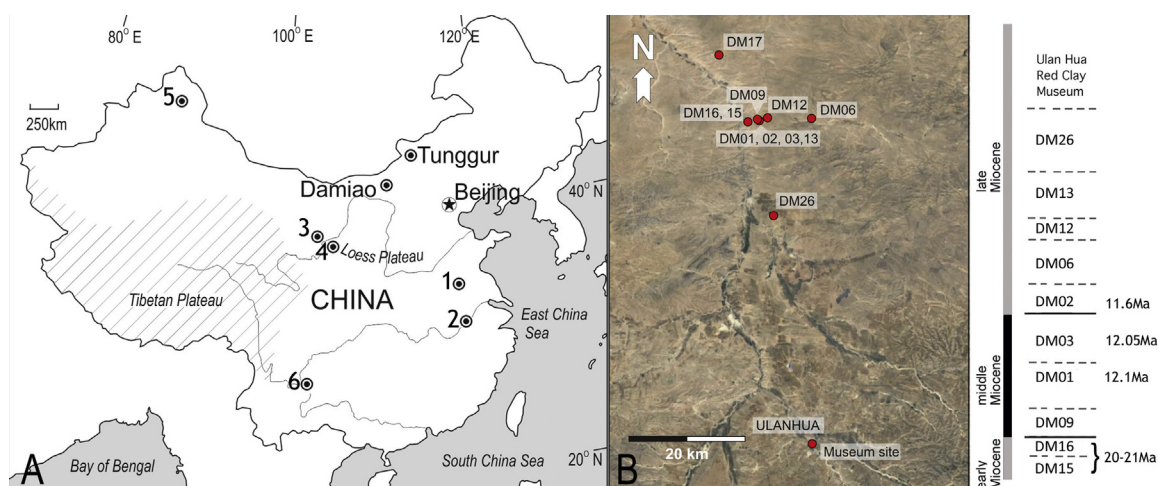 80° E
100° E
120° E
250km
5
Tunggur
Damiao
Beijing
40° N
3
4
Loess Plateau
1
CHINA
Tibetan Plateau
2
East China
Sea
6
Bay of Bengal
South China Sea
20° N
A
N
DM17
DM09
DM12
DM06
DM16, 15
DM01, 02, 03,13
DM26
ULANHUA
Museum site
20 km
B
late
Miocene
middle
Miocene
early
Miocene
Ulan Hua
Red Clay
Museum
DM26
DM13
DM12
DM06
DM02 11.6Ma
DM03 12.05Ma
DM01 12.1Ma
DM09
DM16
20-21Ma
DM15